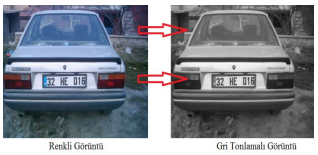 32 HE 016
32 HE 016
Renkli Görüntü
Gri Tonlamalı Görüntü